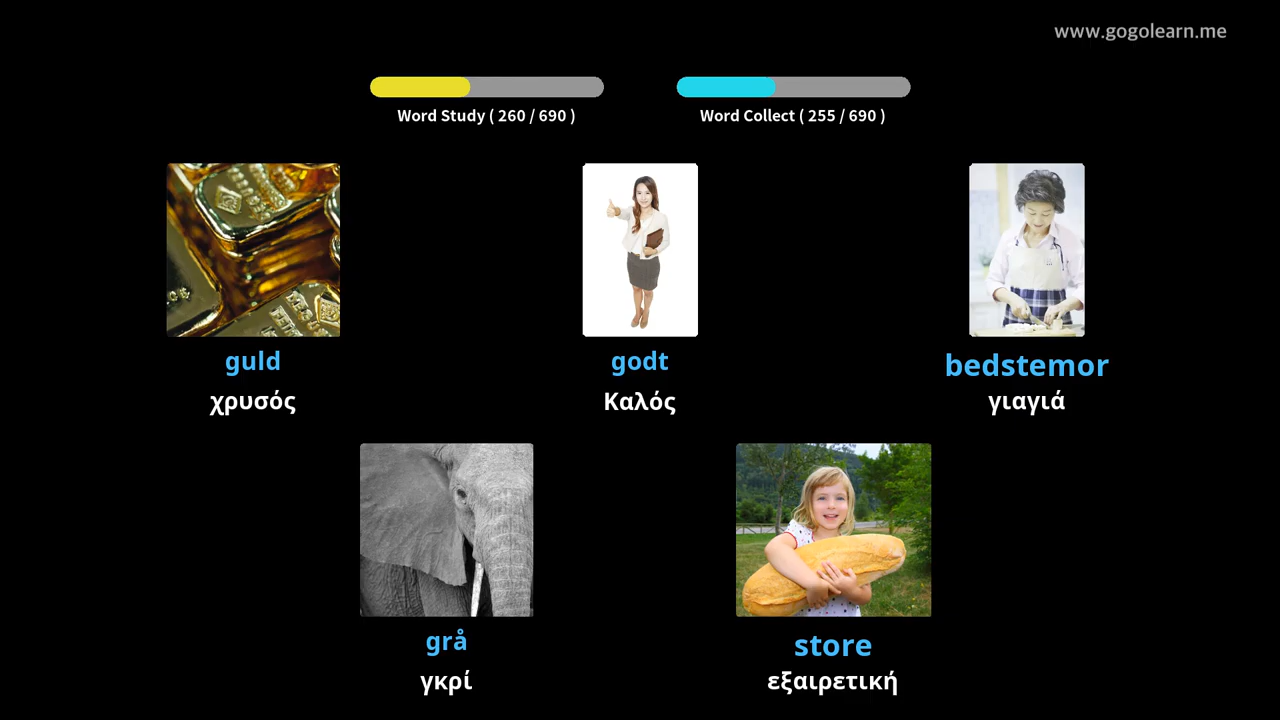 www.gogolearn.me
Word Study ( 260 / 690 )
Word Collect ( 255 / 690 )
guld
χρυσός
godt
Καλός
bedstemor
γιαγιά
grå
γκρί
store
εξαιρετική